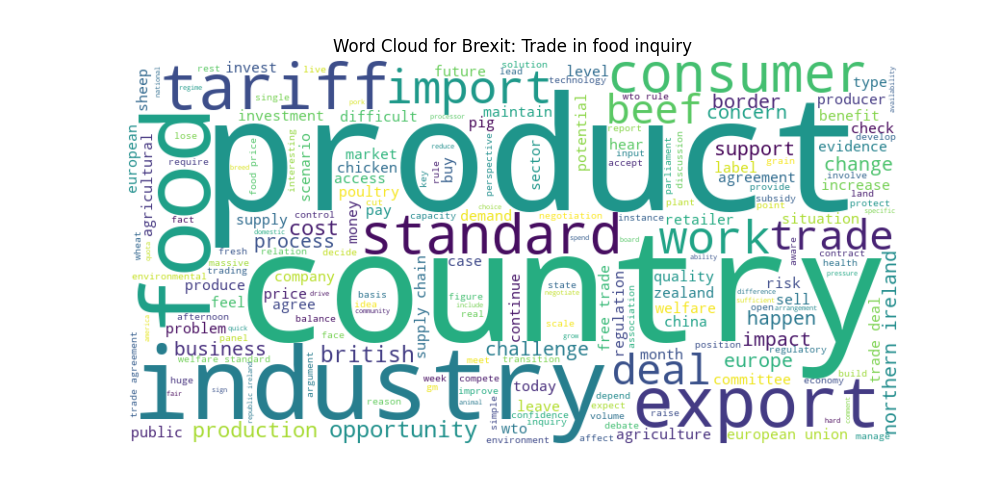 Word Cloud for Brexit: Trade in food inquiry
product
country
food
industry
standard
tariff
import
consumer
beef
export
trade
work
deal
rest
invest
live
future
lead
solution
technology
level
wto rule
border
type
producer
availability
sheep
national
regime
single
pork
investment
difficult
maintain
pig
processor
potential
report
concern
benefit
check
develop
european
agricultural
lose
require
food price
interesting
scenario
market
chicken
access
poultry
reduce
key
rule
buy
perspective
sector
hear
input
accept
parliament
discussion
support
label
grain
agreement
provide
subsidy
evidence
change
involve
increase
land
protect
specific
brand
cut
choice
plant
point
fact
supply
control
money
pay
capacity
demand
negotiation
instance
retailer
situation
cost
process
domestic
decide
spend
board
aware
contract
health
pressure
wheat
quota
fresh
massive
relation
trading
environmental
produce
company
case
supply chain
continue
state
negotiate
basis
idea
community
figure
include
real
free trade
regulation
association
ability
quality
zealand
welfare
china
difference
sufficient
open
arrangement
risk
sell
happen
northern ireland
feel
price
drive
agree
balance
afternoon
problem
quick
panel
america
face
scale
grow
impact
position
regulatory
trade deal
business
british
challenge
month
europe
welfare standard
republic ireland
argument
meet
transition
week
compete
gm
improve
animal
simple
today
depend
expect
volume
committee
economy
build
trade agreement
huge
fair
sign
reason
leave
confidence
inquiry
debate
raise
comment
hard
public
production
opportunity
wto
environment
affect
agriculture
european union
manage